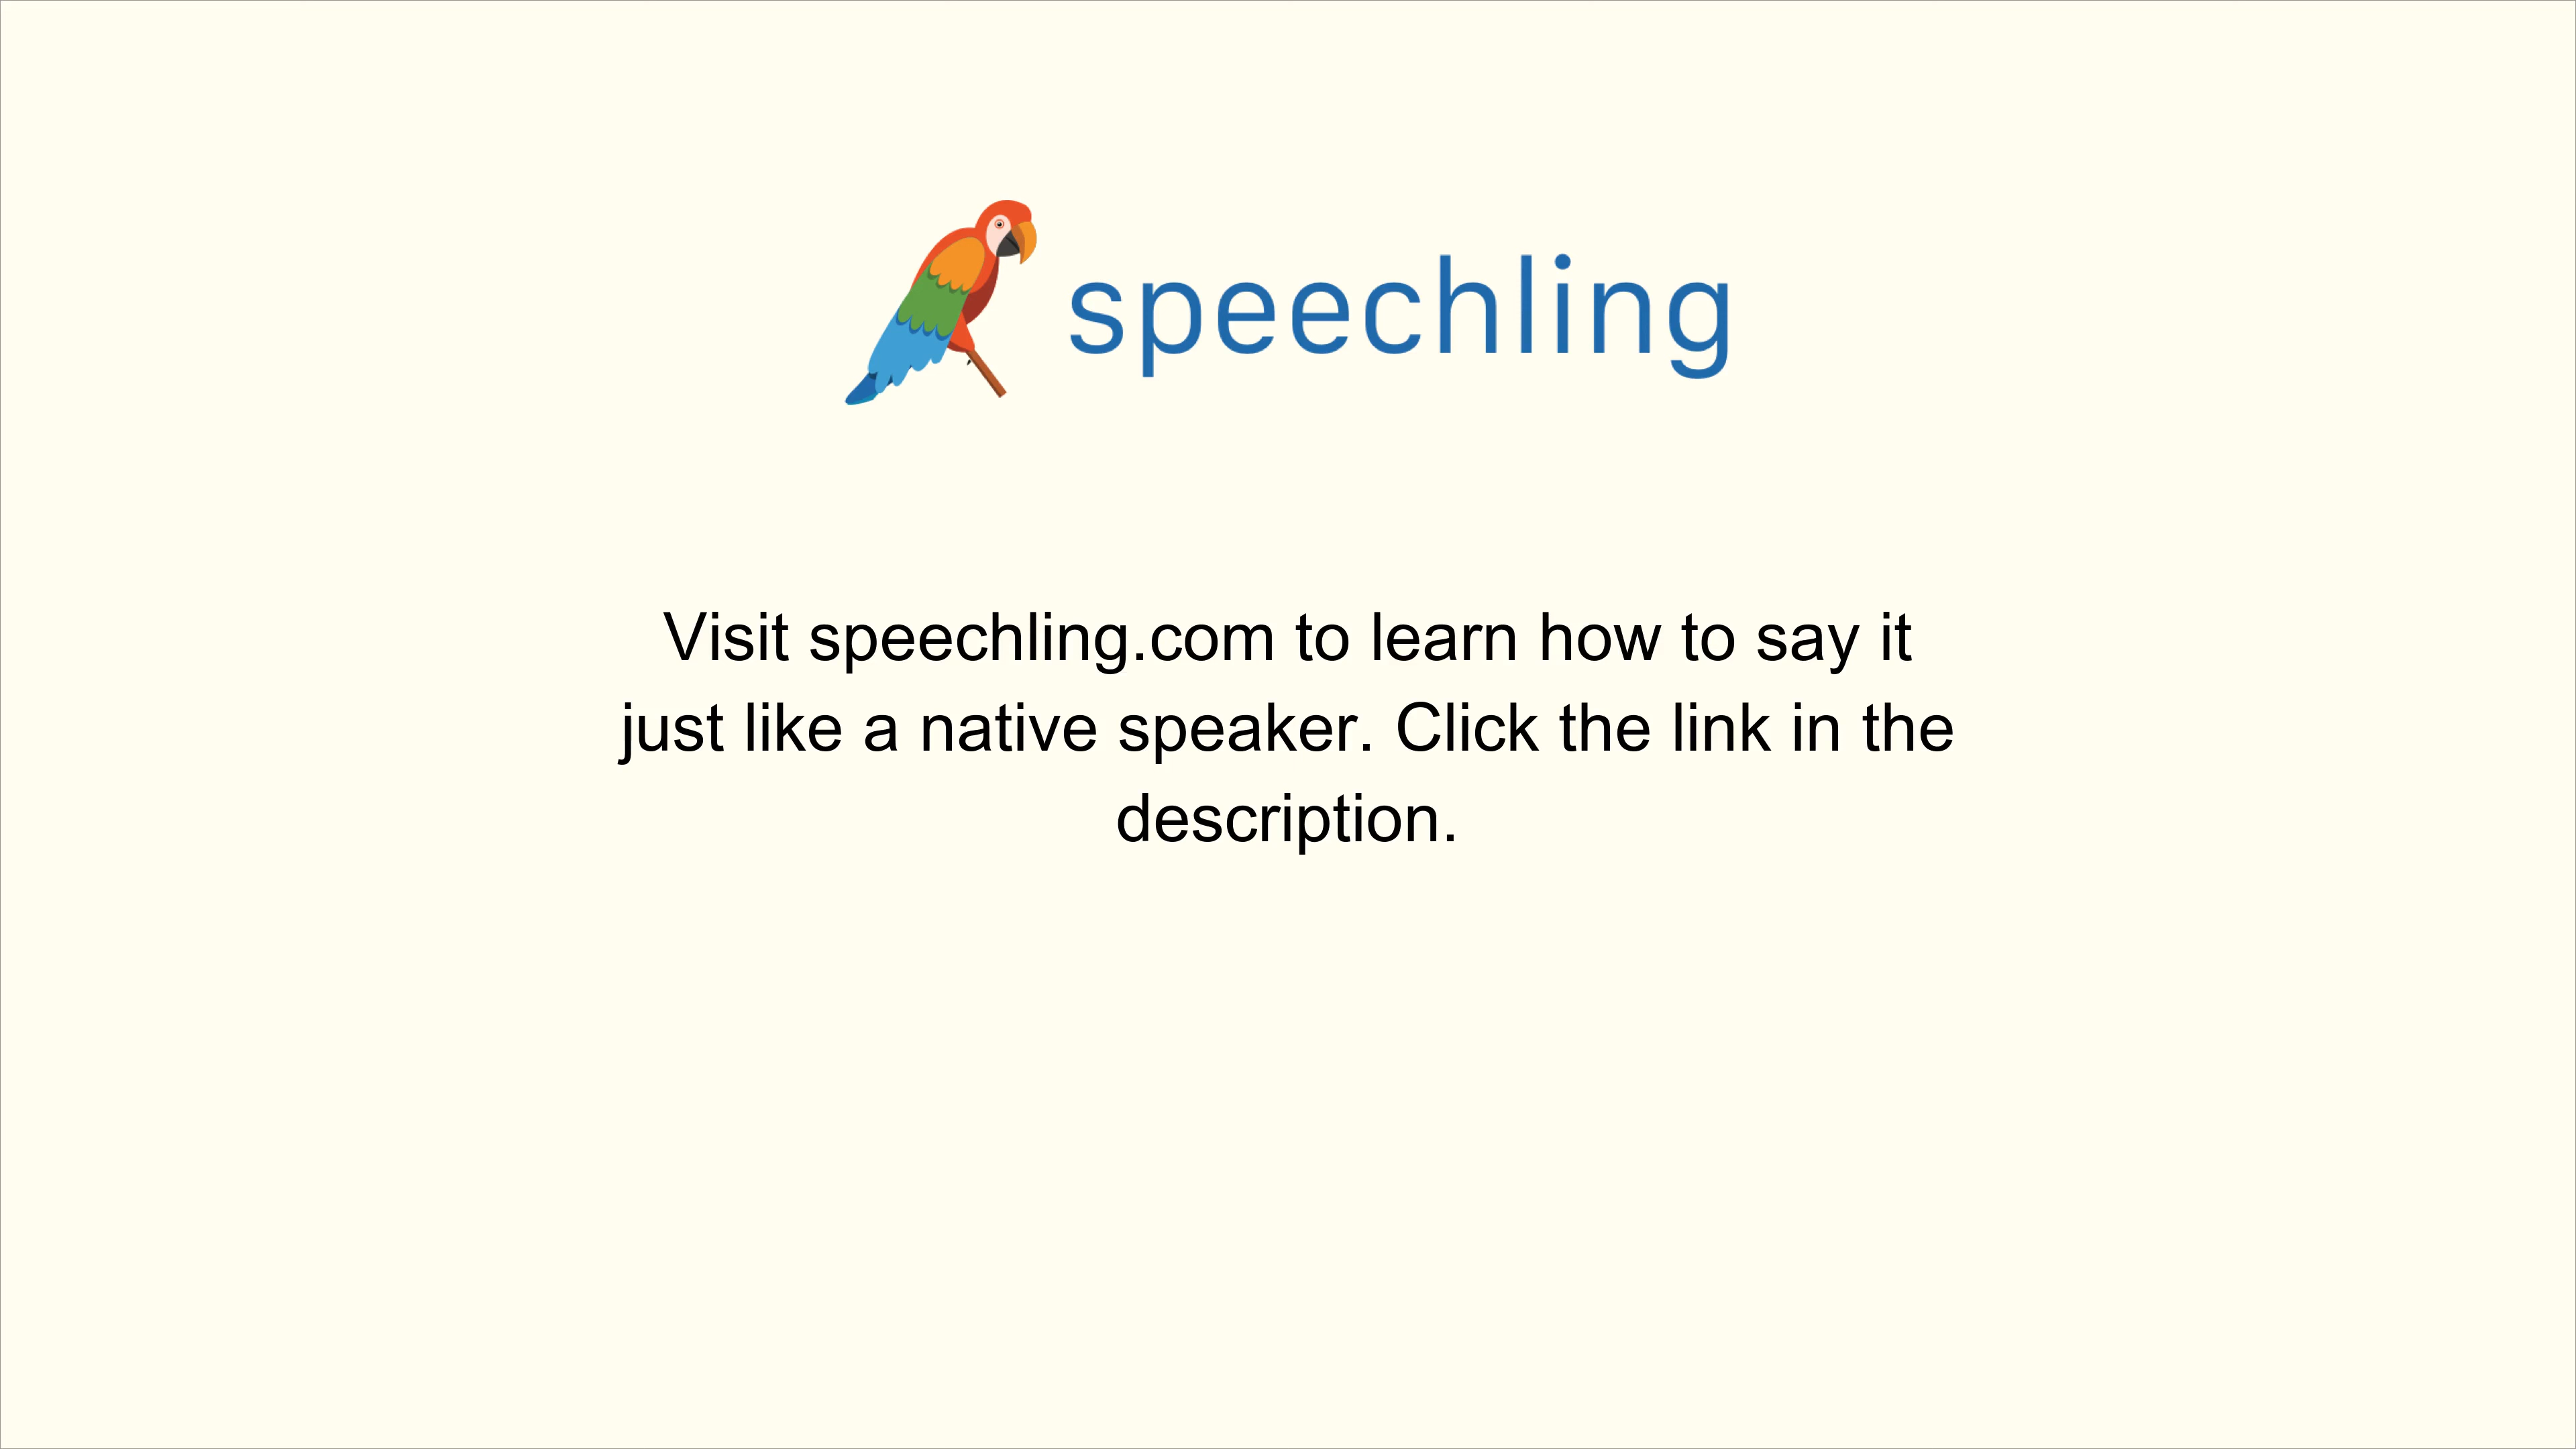 speechling
Visit speechling.com to learn how to say it
just like a native speaker. Click the link in the
description.